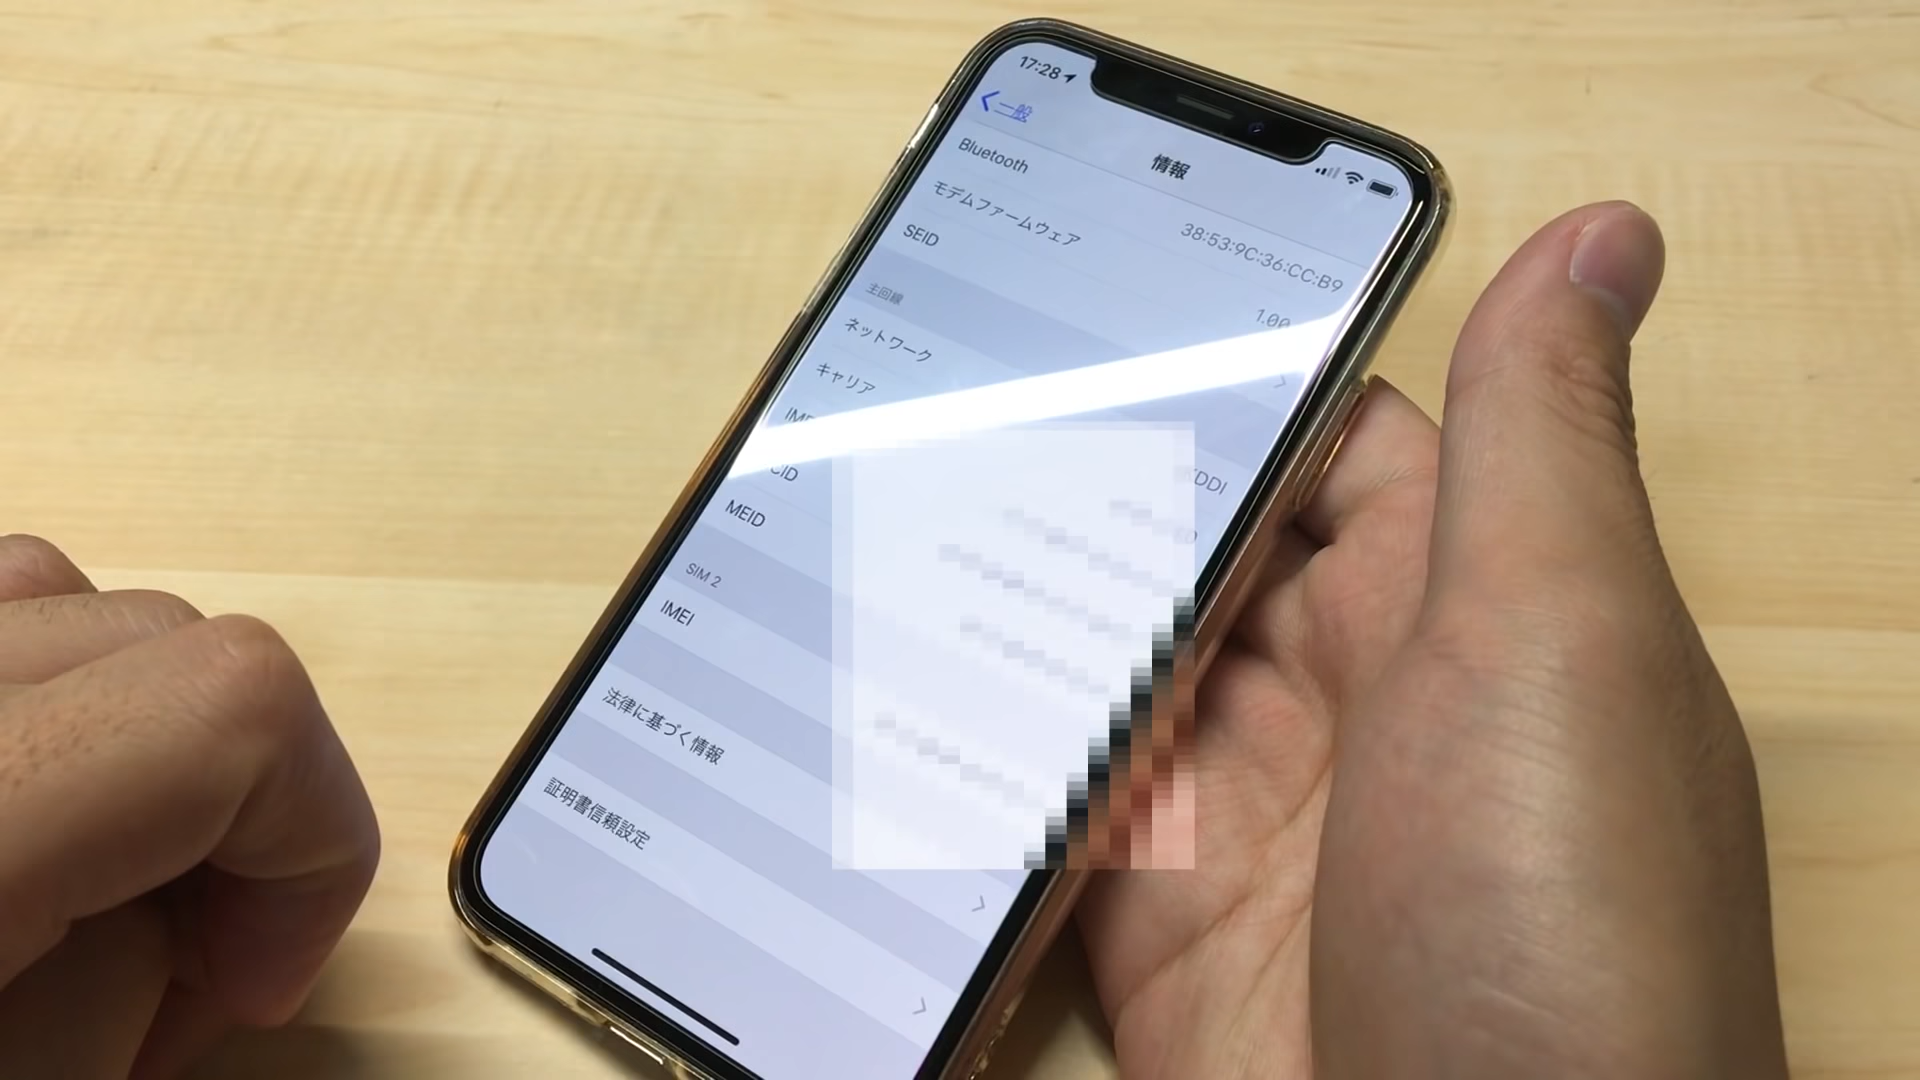 17:28
一般
情報
Bluetooth
38:53:9C:36:CC:B9
モデムファームウェア
1.00
SEID
主回線
ネットワーク
キャリア
MEID
SIM 2
IMEI
法律に基づく情報
証明書信頼設定